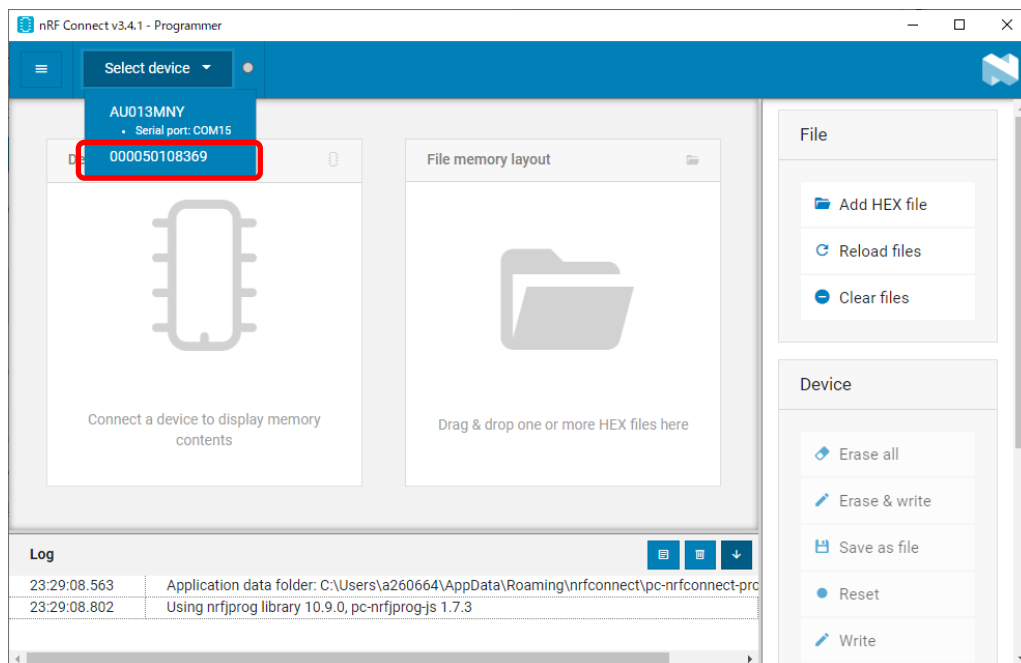 nRF Connect v3.4.1 - Programmer
Select device
AU013MNY
• Serial port: COM15
000050108369
De
File memory layout
Connect a device to display memory
contents
Drag & drop one or more HEX files here
File
Add HEX file
Reload files
Clear files
Device
Erase all
Erase & write
Save as file
Reset
Write
Log
23:29:08.563 Application data folder: C:\Users\a260664\AppData\Roaming\nrfconnect\pc-nrfconnect-pro
23:29:08.802 Using nrfjprog library 10.9.0, pc-nrfjprog-js 1.7.3